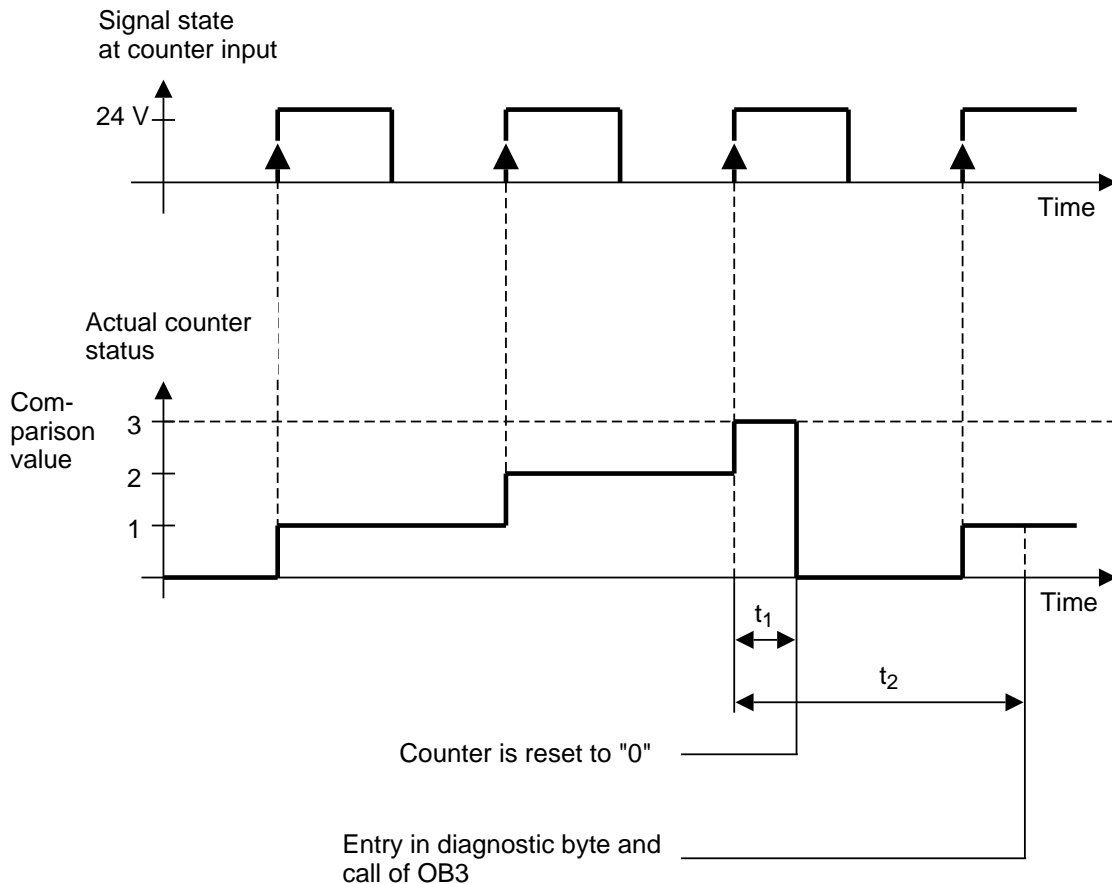 Signal state
at counter input
24 V
Time
Actual counter
status
Com-
parison
value
3
2
1
Time
t1
t2
Counter is reset to "0"
Entry in diagnostic byte and
call of OB3